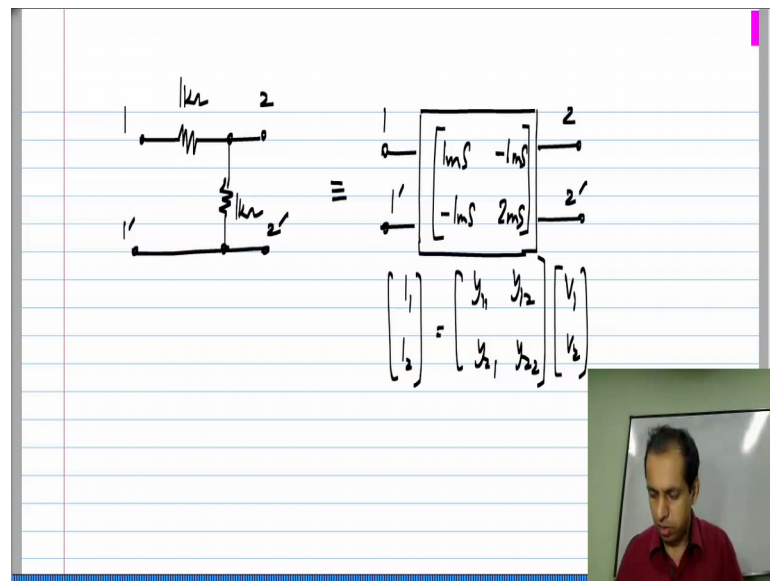 1kΩ
1 2
1kΩ
1' 2'
≡
1 2
1mS -1mS
1' 2'
-1mS 2mS
I₁ = y₁₁ y₁₂ V₁
I₂ y₂₁ y₂₂ V₂